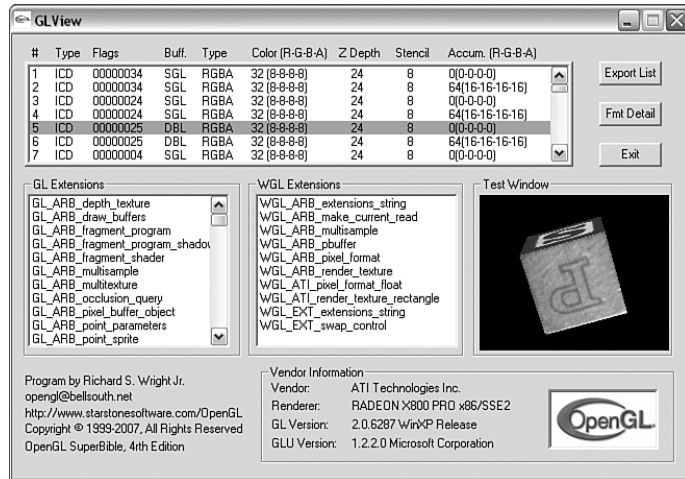 GLView
# Type Flags Buff. Type Color (R-G-B-A) Z Depth Stencil Accum. (R-G-B-A)
1 ICD 00000034 SGL RGBA 32 (8-8-8-8) 24 8 0(0-0-0-0)
2 ICD 00000034 SGL RGBA 32 (8-8-8-8) 24 8 64(16-16-16-16)
3 ICD 00000024 SGL RGBA 32 (8-8-8-8) 24 8 0(0-0-0-0)
4 ICD 00000024 SGL RGBA 32 (8-8-8-8) 24 8 64(16-16-16-16)
5 ICD 00000025 DBL RGBA 32 (8-8-8-8) 24 8 0(0-0-0-0)
6 ICD 00000025 DBL RGBA 32 (8-8-8-8) 24 8 64(16-16-16-16)
7 ICD 00000004 SGL RGBA 32 (8-8-8-8) 24 8 0(0-0-0-0)
Export List
Fmt Detail
Exit
GL Extensions
GL_ARB_depth_texture
GL_ARB_draw_buffers
GL_ARB_fragment_program
GL_ARB_fragment_program_shadow
GL_ARB_fragment_shader
GL_ARB_multisample
GL_ARB_multitexture
GL_ARB_occlusion_query
GL_ARB_pixel_buffer_object
GL_ARB_point_parameters
GL_ARB_point_sprite
WGL Extensions
WGL_ARB_extensions_string
WGL_ARB_make_current_read
WGL_ARB_multisample
WGL_ARB_pbuffer
WGL_ARB_pixel_format
WGL_ARB_render_texture
WGL_ATI_pixel_format_float
WGL_ATI_render_texture_rectangle
WGL_EXT_extensions_string
WGL_EXT_swap_control
Test Window
S
P
Program by Richard S. Wright Jr.
opengl@bellsouth.net
http://www.starstonesoftware.com/OpenGL
Copyright © 1999-2007, All Rights Reserved
OpenGL SuperBible, 4rth Edition
Vendor Information
Vendor: ATI Technologies Inc.
Renderer: RADEON X800 PRO x86/SSE2
GL Version: 2.0.6287 WinXP Release
GLU Version: 1.2.2.0 Microsoft Corporation
OpenGL